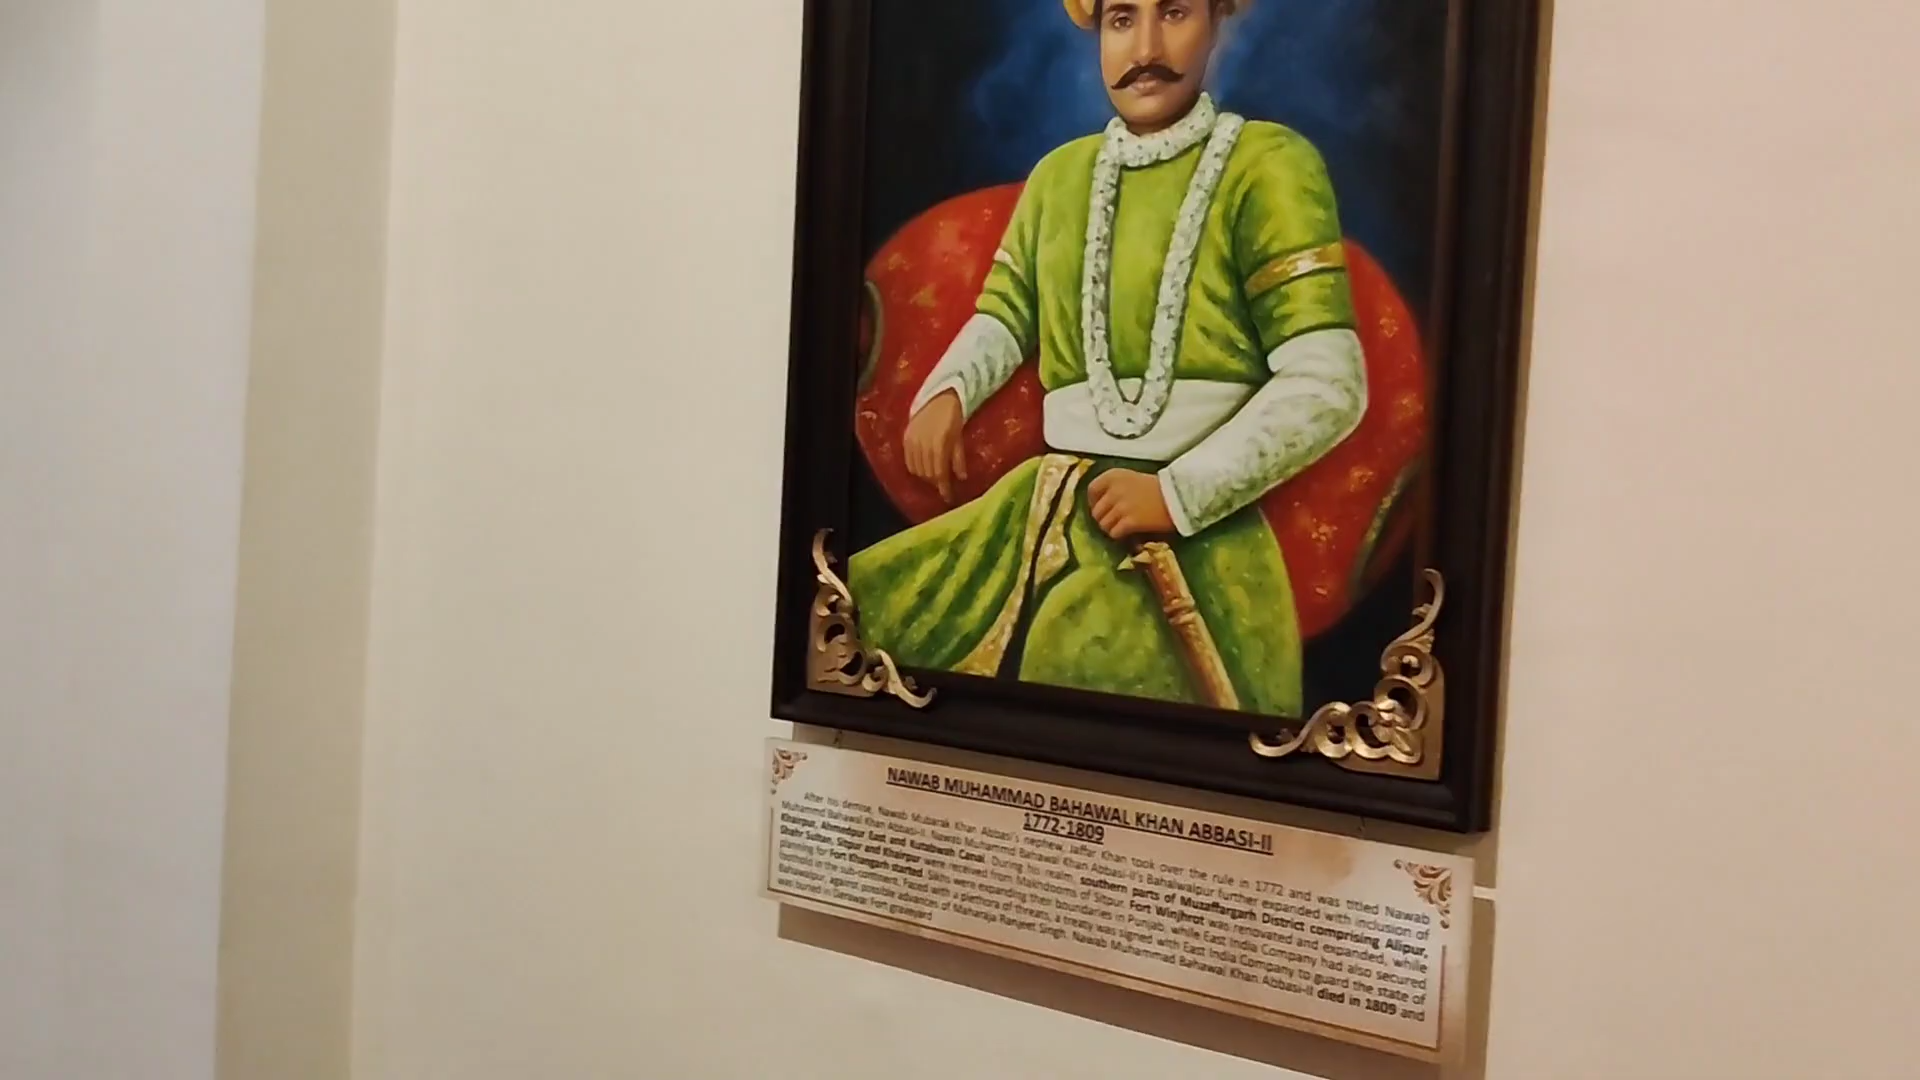 NAWAB MUHAMMAD BAHAWAL KHAN ABBASI-II
1772-1809
After his demise, Nawab Mubarak Khan Abbasi's nephew, Jaffar Khan took over the rule in 1772 and was titled Nawab
Muhammd Bahawal Khan Abbasi-II. Nawab Muhammd Bahawal Khan Abbasi-II's Bahalwalpur further expanded with inclusion of
Khairpur, Ahmedpur East and Kutabwah Canal. During his realm, southern parts of Muzaffargarh District comprising Alipur,
Shahr Sultan, Sitpur and Khairpur were received from Makhdooms of Sitpur. Fort Winjhrot was renovated and expanded, while
planning for Fort Khangarh started. Sikhs were expanding their boundaries in Punjab, while East India Company had also secured
foothold in the sub-continent. Faced with a plethora of threats, a treaty was signed with East India Company to guard the state of
Bahawalpur, against possible advances of Maharaja Ranjeet Singh. Nawab Muhammad Bahawal Khan Abbasi-II died in 1809 and
was buried in Derawar Fort graveyard